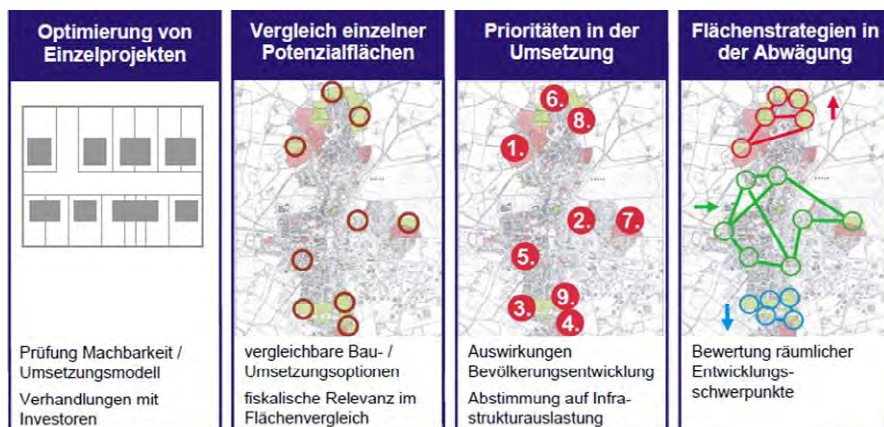 Optimierung von
Einzelprojekten
Prüfung Machbarkeit /
Umsetzungsmodell
Verhandlungen mit
Investoren
Vergleich einzelner
Potenzialflächen
vergleichbare Bau- /
Umsetzungsoptionen
fiskalische Relevanz im
Flächenvergleich
Prioritäten in der
Umsetzung
6.
8.
1.
2.
7.
5.
9.
3.
4.
Auswirkungen
Bevölkerungsentwicklung
Abstimmung auf Infra-
strukturauslastung
Flächenstrategien in
der Abwägung
Bewertung räumlicher
Entwicklungs-
schwerpunkte